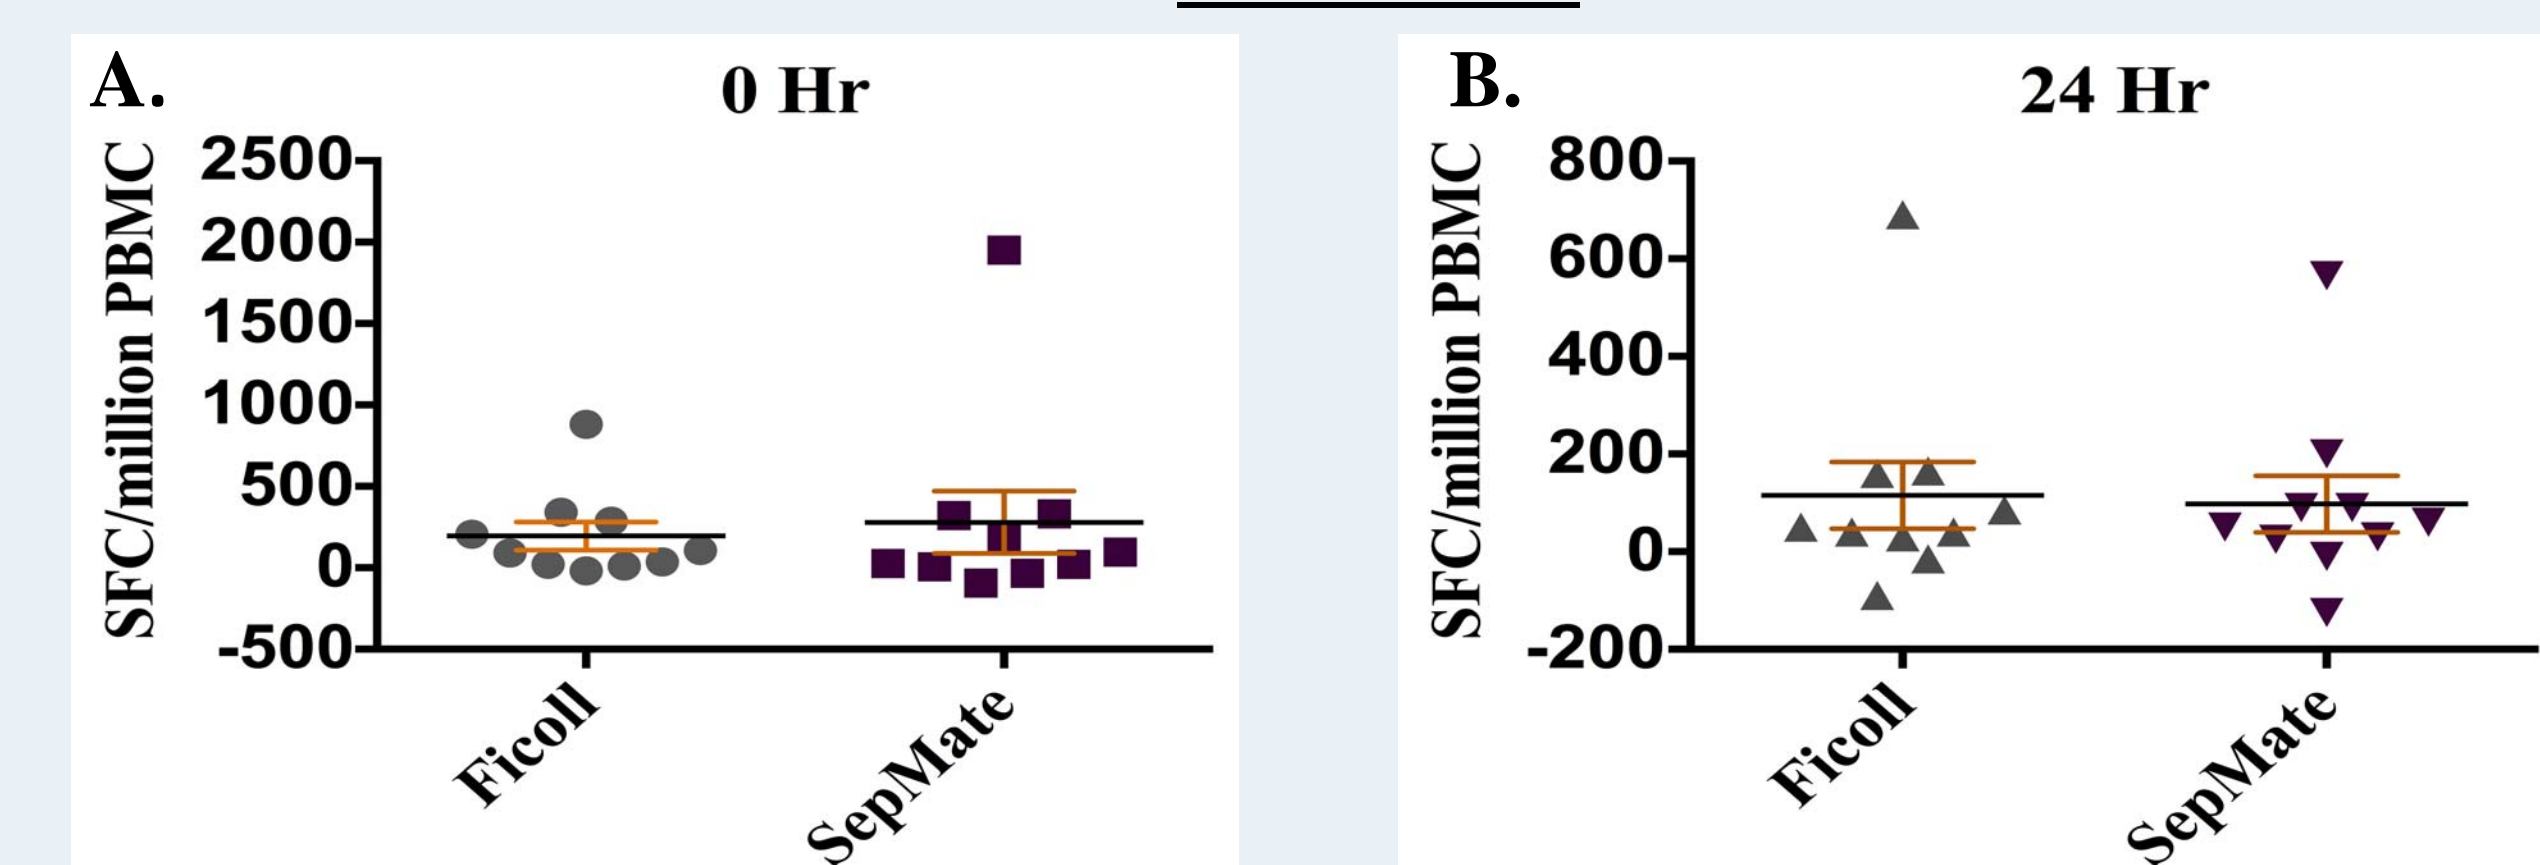 A.
0 Hr
SFC/million PBMC
2500
2000
1500
1000
500
0
-500
Ficoll
SepMate
B.
24 Hr
SFC/million PBMC
800
600
400
200
0
-200
Ficoll
SepMate